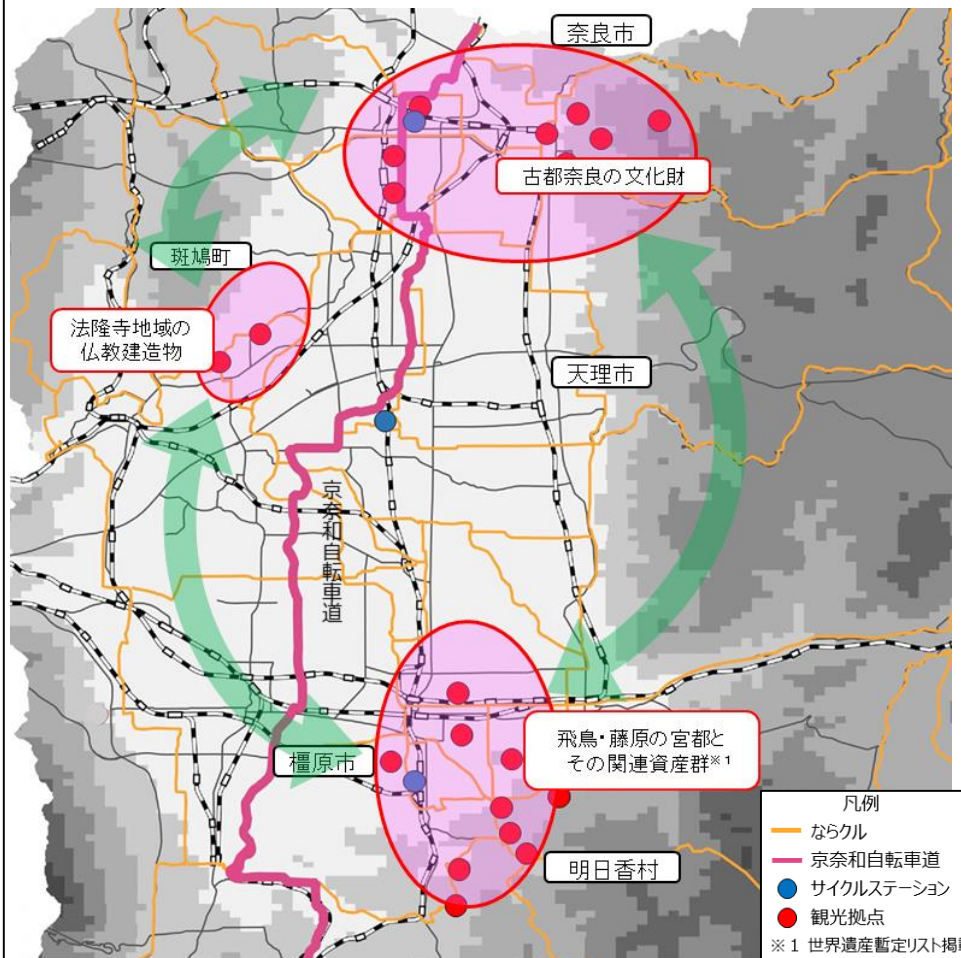 奈良市
古都奈良の文化財
斑鳩町
法隆寺地域の
仏教建造物
天理市
京奈和自転車道
橿原市
飛鳥・藤原の宮都と
その関連資産群※1
明日香村
凡例
ならクル
京奈和自転車道
サイクルステーション
観光拠点
※1 世界遺産暫定リスト掲